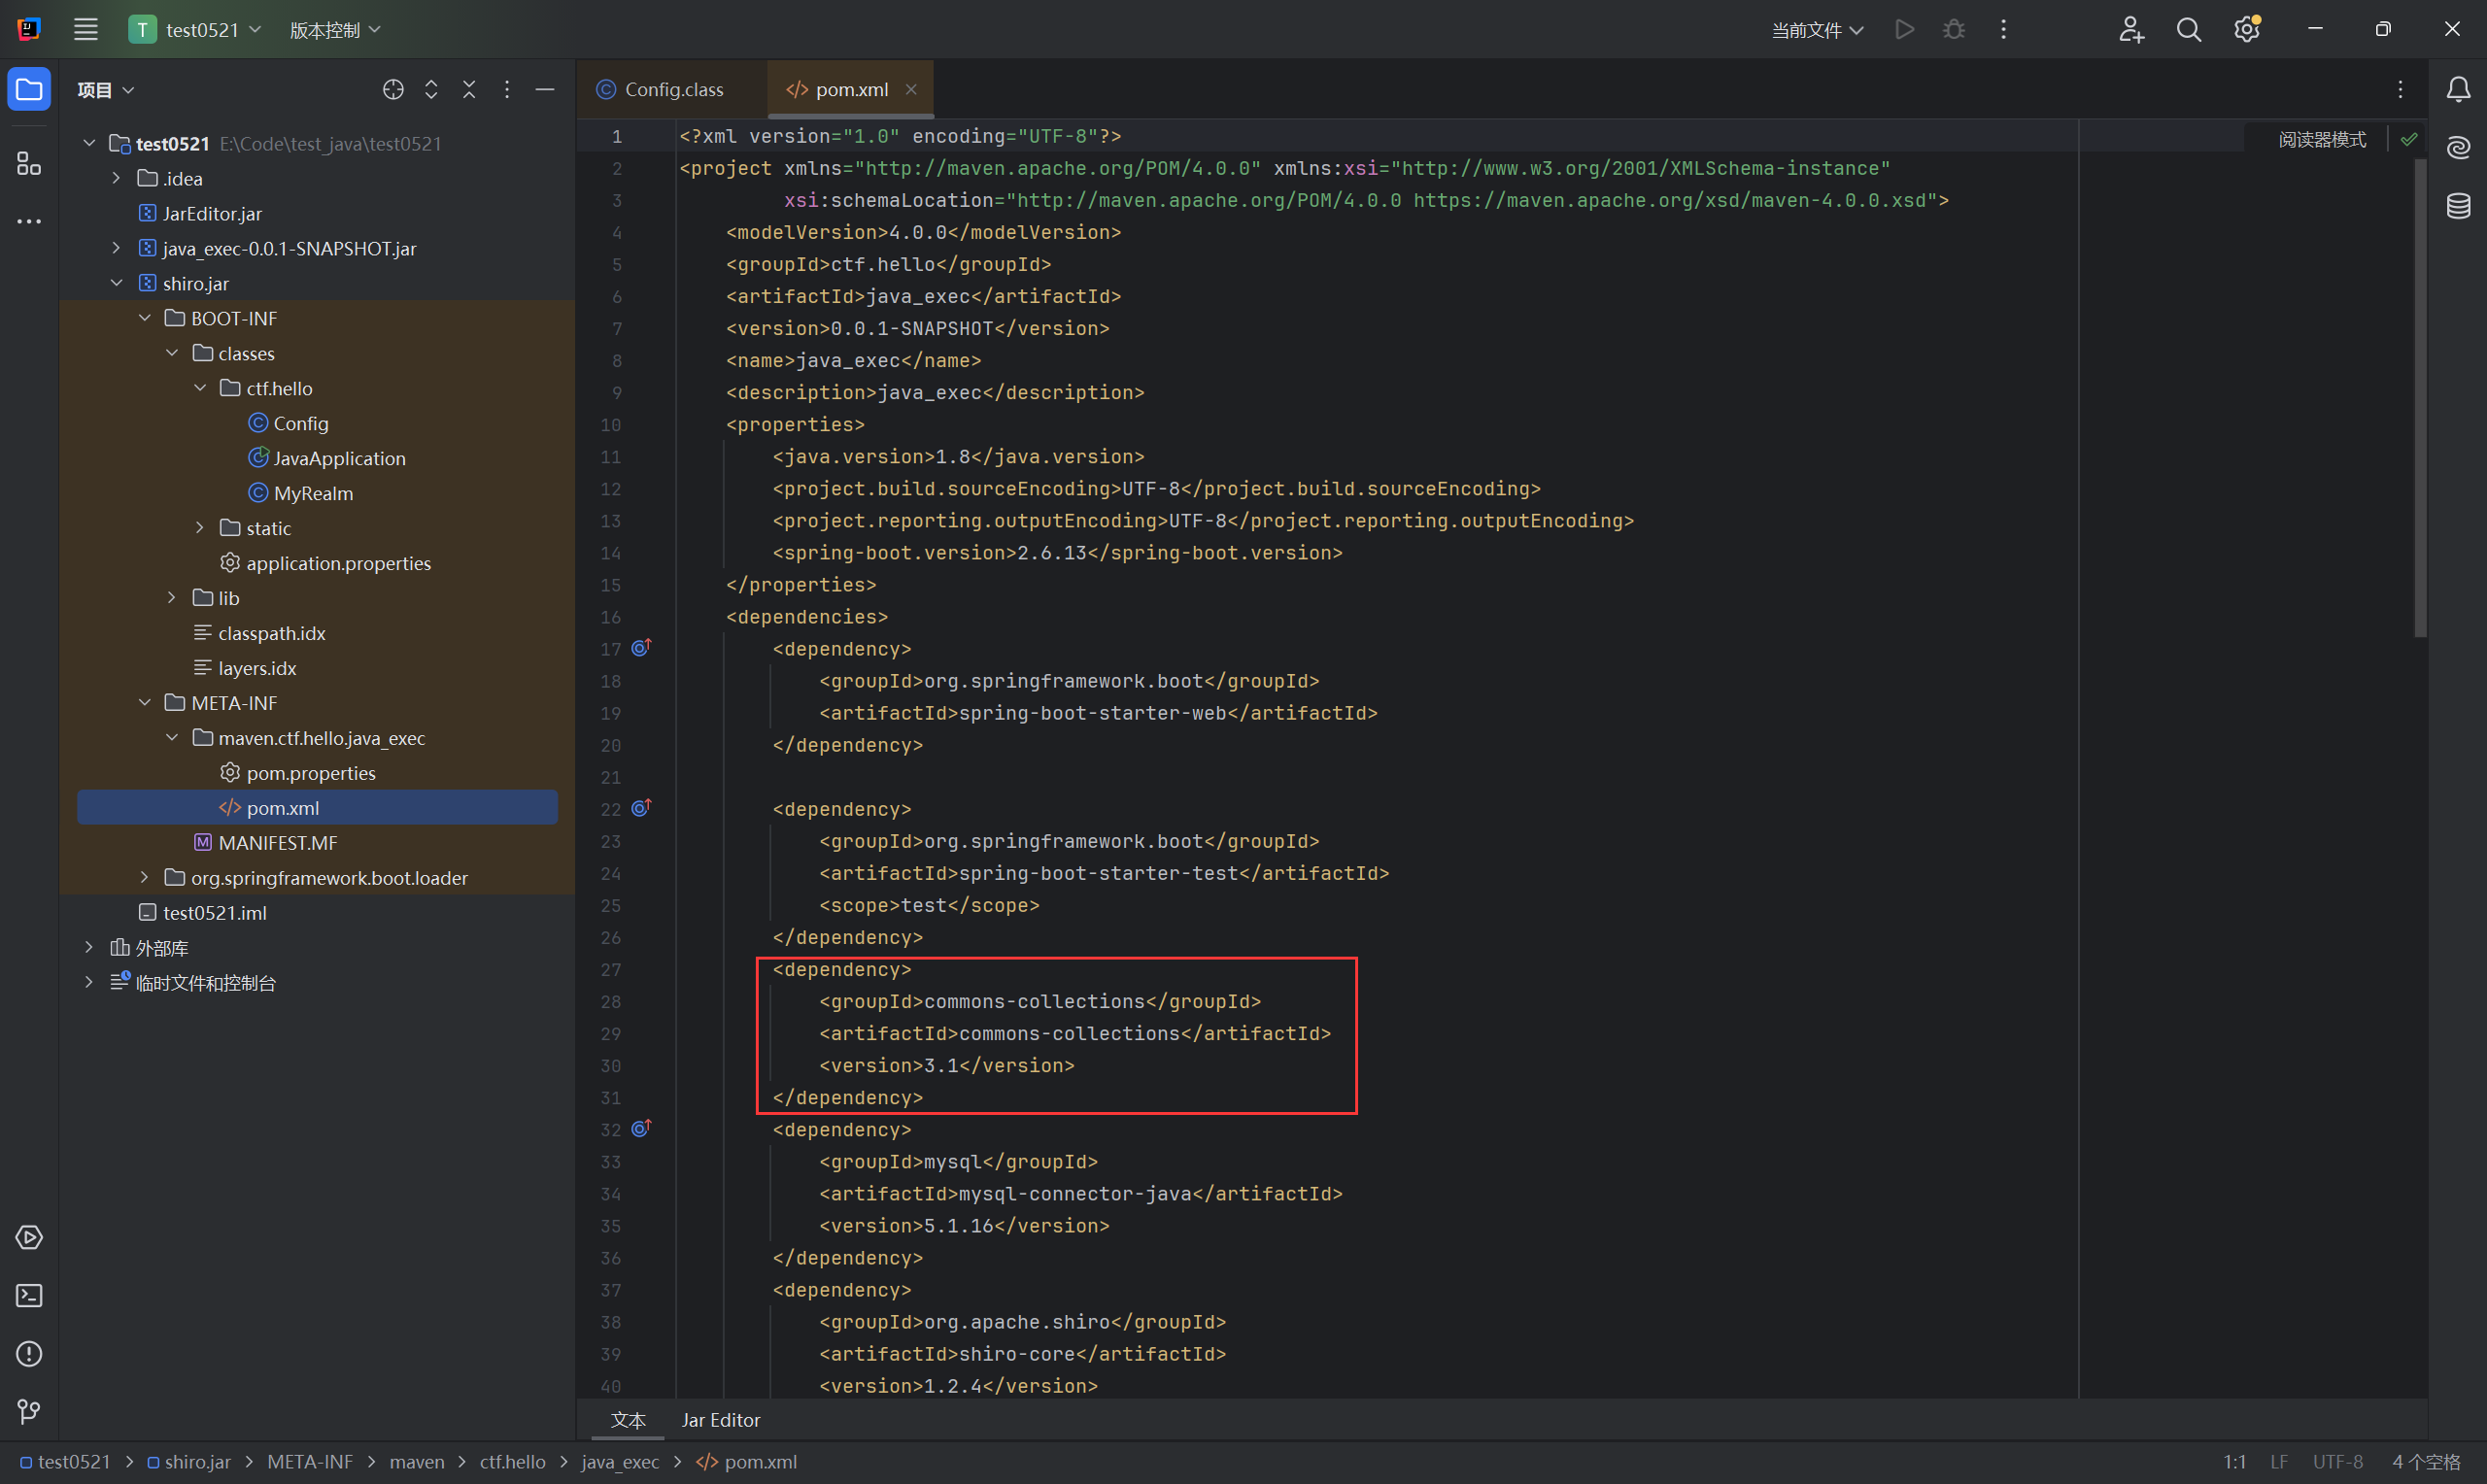 test0521
版本控制
当前文件
项目
test0521 E:\Code\test_java\test0521
.idea
JarEditor.jar
java_exec-0.0.1-SNAPSHOT.jar
shiro.jar
BOOT-INF
classes
ctf.hello
Config
JavaApplication
MyRealm
static
application.properties
lib
classpath.idx
layers.idx
META-INF
maven.ctf.hello.java_exec
pom.properties
pom.xml
MANIFEST.MF
org.springframework.boot.loader
test0521.iml
外部库
临时文件和控制台
Config.class
pom.xml
阅读器模式
1 <?xml version="1.0" encoding="UTF-8"?>
2 <project xmlns="http://maven.apache.org/POM/4.0.0" xmlns:xsi="http://www.w3.org/2001/XMLSchema-instance"
3 xsi:schemaLocation="http://maven.apache.org/POM/4.0.0 https://maven.apache.org/xsd/maven-4.0.0.xsd">
4 <modelVersion>4.0.0</modelVersion>
5 <groupId>ctf.hello</groupId>
6 <artifactId>java_exec</artifactId>
7 <version>0.0.1-SNAPSHOT</version>
8 <name>java_exec</name>
9 <description>java_exec</description>
10 <properties>
11 <java.version>1.8</java.version>
12 <project.build.sourceEncoding>UTF-8</project.build.sourceEncoding>
13 <project.reporting.outputEncoding>UTF-8</project.reporting.outputEncoding>
14 <spring-boot.version>2.6.13</spring-boot.version>
15 </properties>
16 <dependencies>
17 <dependency>
18 <groupId>org.springframework.boot</groupId>
19 <artifactId>spring-boot-starter-web</artifactId>
20 </dependency>
21
22 <dependency>
23 <groupId>org.springframework.boot</groupId>
24 <artifactId>spring-boot-starter-test</artifactId>
25 <scope>test</scope>
26 </dependency>
27 <dependency>
28 <groupId>commons-collections</groupId>
29 <artifactId>commons-collections</artifactId>
30 <version>3.1</version>
31 </dependency>
32 <dependency>
33 <groupId>mysql</groupId>
34 <artifactId>mysql-connector-java</artifactId>
35 <version>5.1.16</version>
36 </dependency>
37 <dependency>
38 <groupId>org.apache.shiro</groupId>
39 <artifactId>shiro-core</artifactId>
40 <version>1.2.4</version>
文本 Jar Editor
test0521 > shiro.jar > META-INF > maven > ctf.hello > java_exec > pom.xml
1:1 LF UTF-8 4 个空格